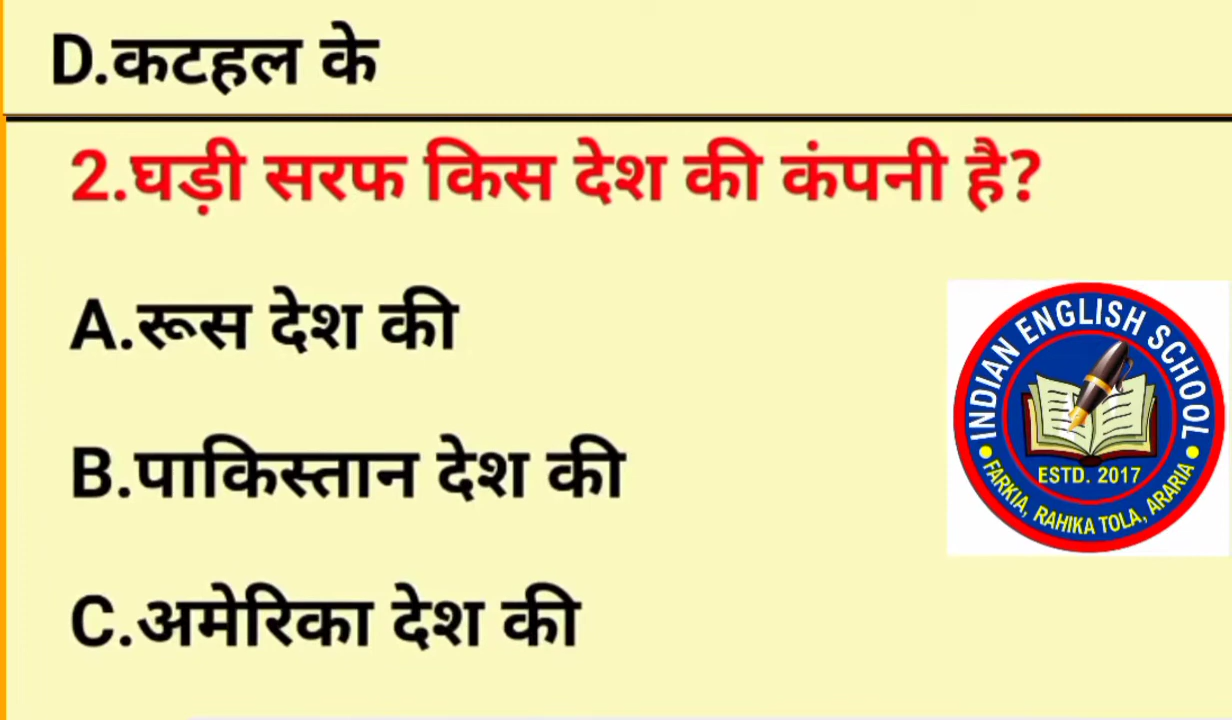 D.कटहल के
2.घड़ी सरफ किस देश की कंपनी है?
A.रूस देश की
B.पाकिस्तान देश की
C.अमेरिका देश की
INDIAN ENGLISH SCHOOL
ESTD. 2017
FARKIA, RAHIKA TOLA, ARARIA